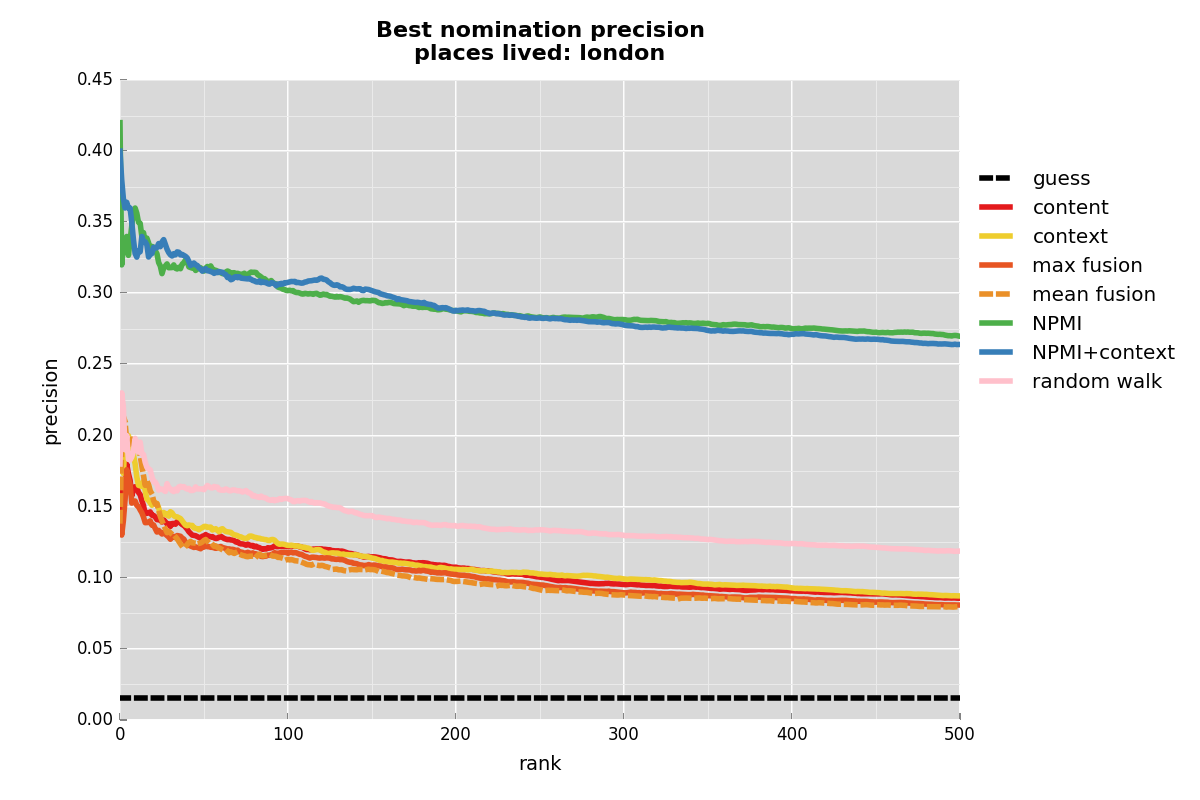 Best nomination precision
places lived: london
0.45
0.40
0.35
0.30
0.25
0.20
0.15
0.10
0.05
0.00
precision
0 100 200 300 400 500
rank
guess
content
context
max fusion
mean fusion
NPMI
NPMI+context
random walk